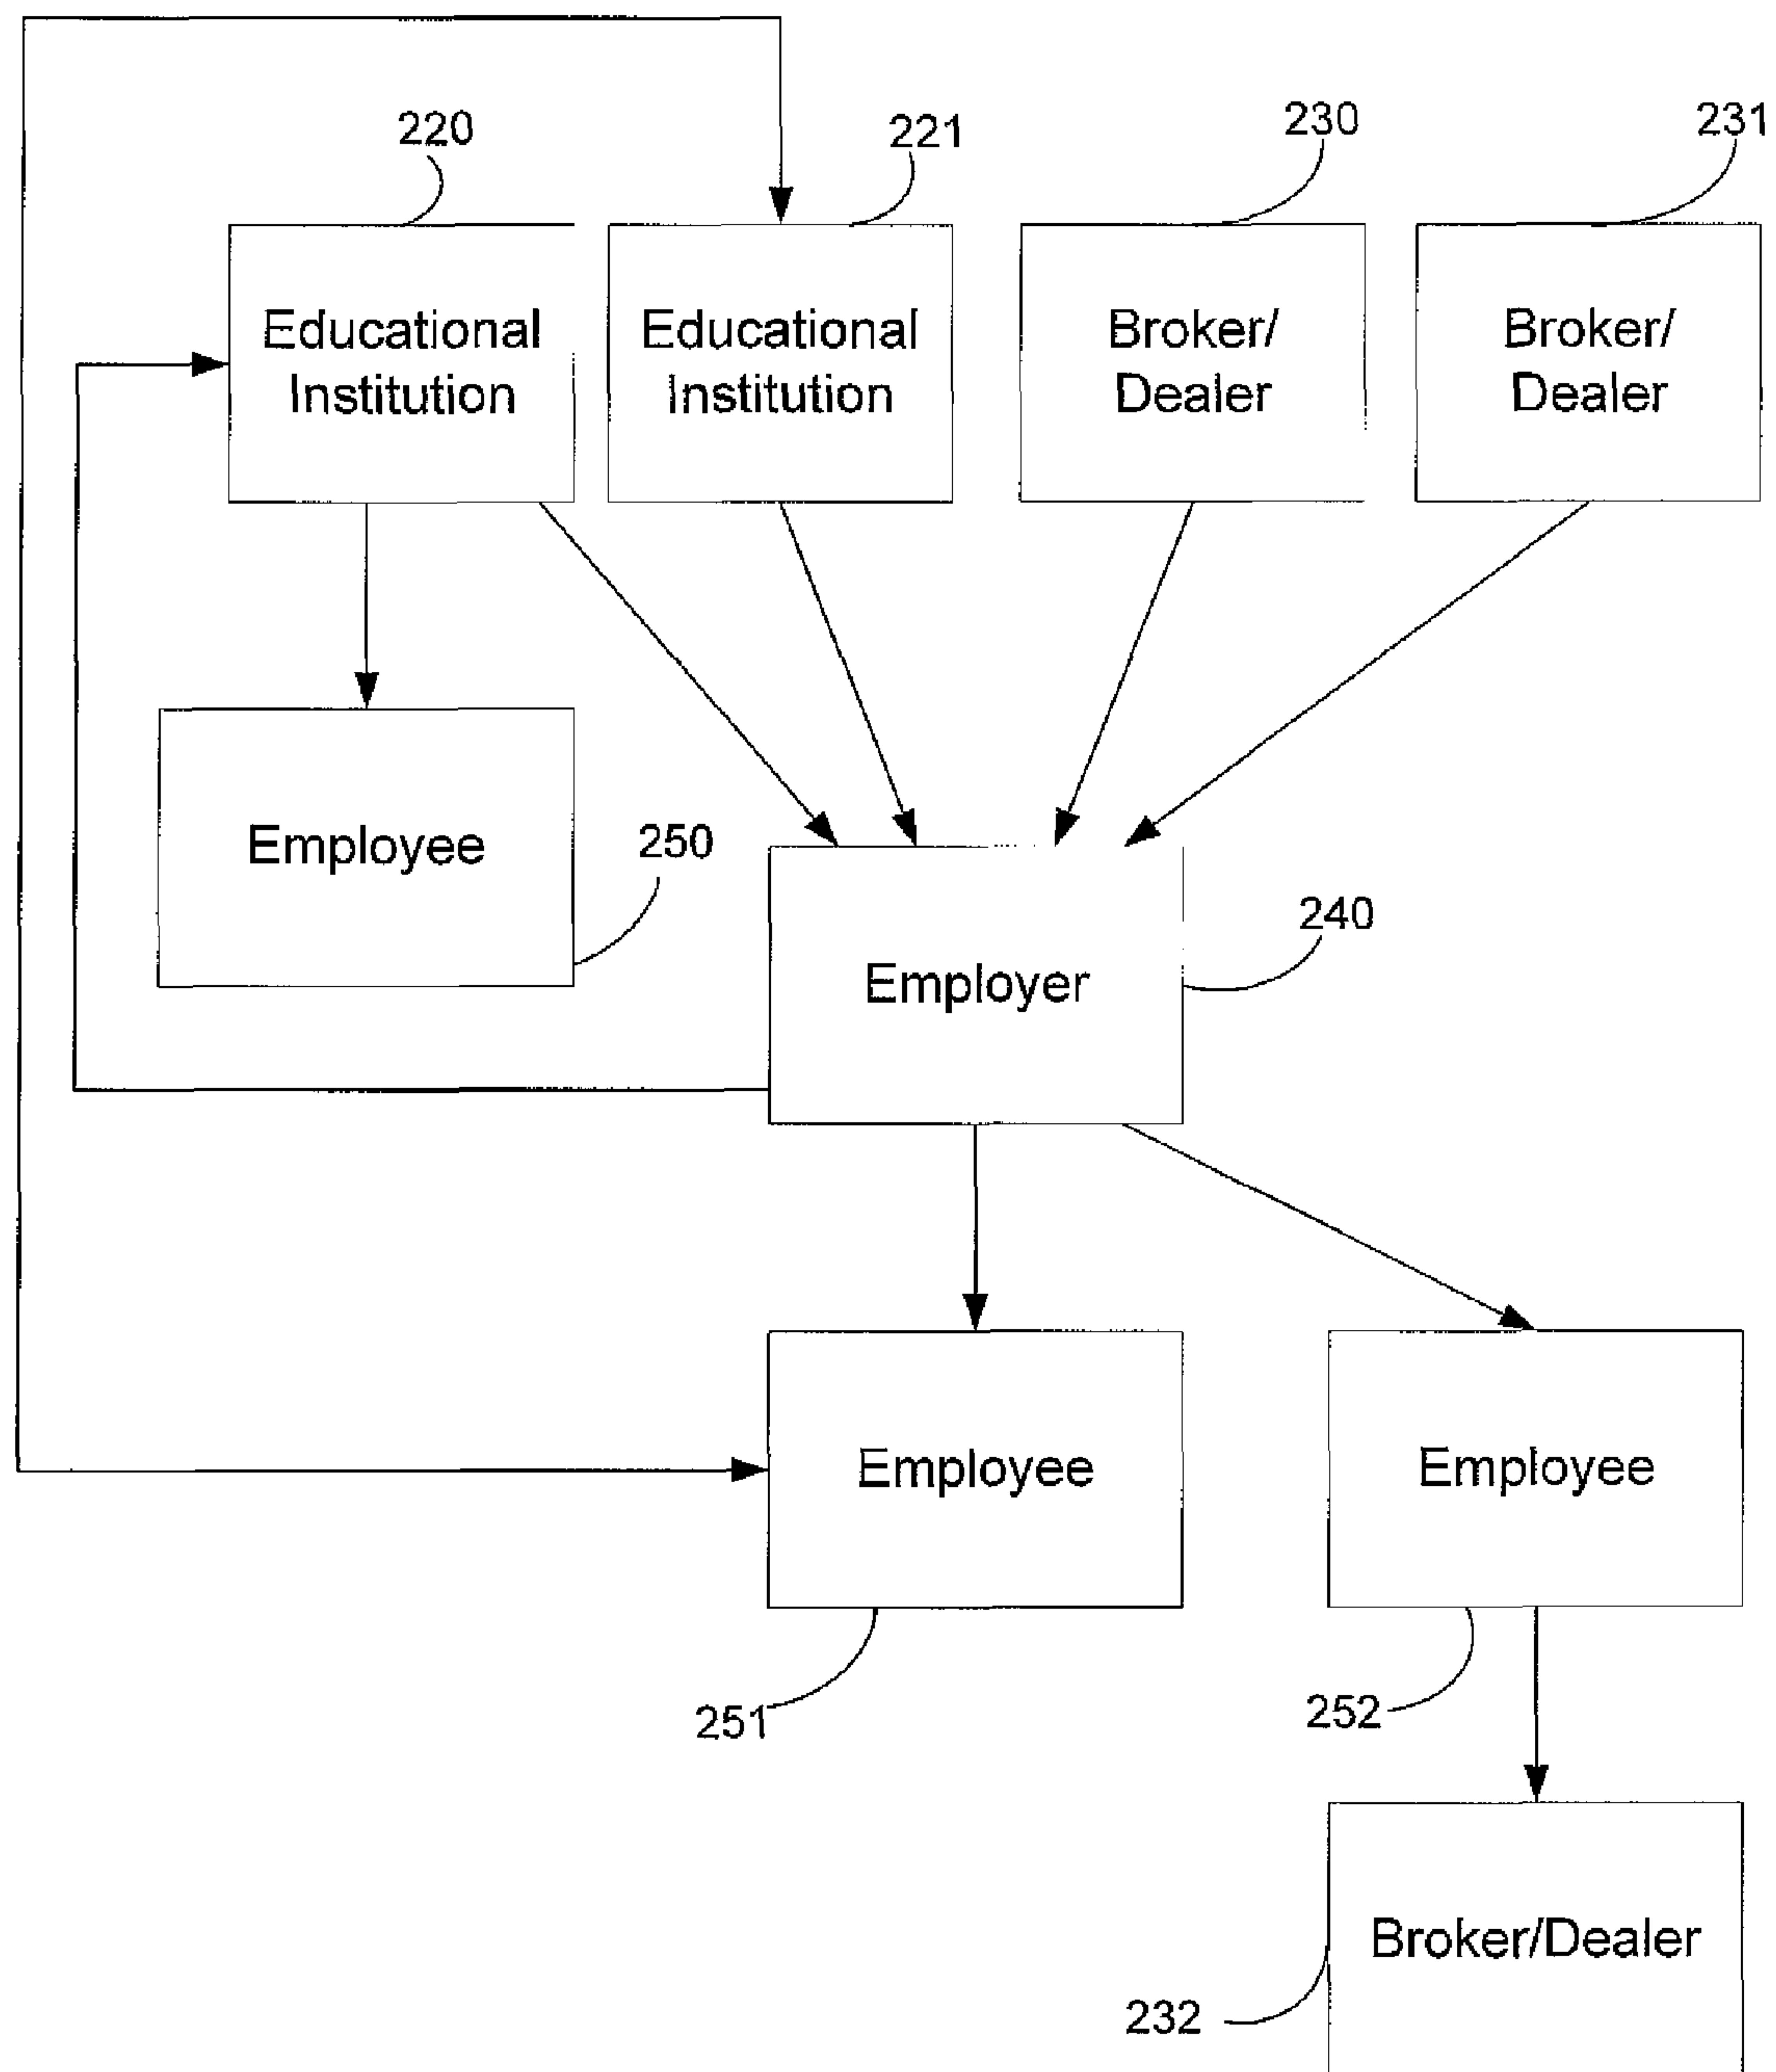 220
221
230
231
Educational
Institution
Educational
Institution
Broker/
Dealer
Broker/
Dealer
Employee
250
Employer
240
Employee
Employee
251
252
Broker/Dealer
232